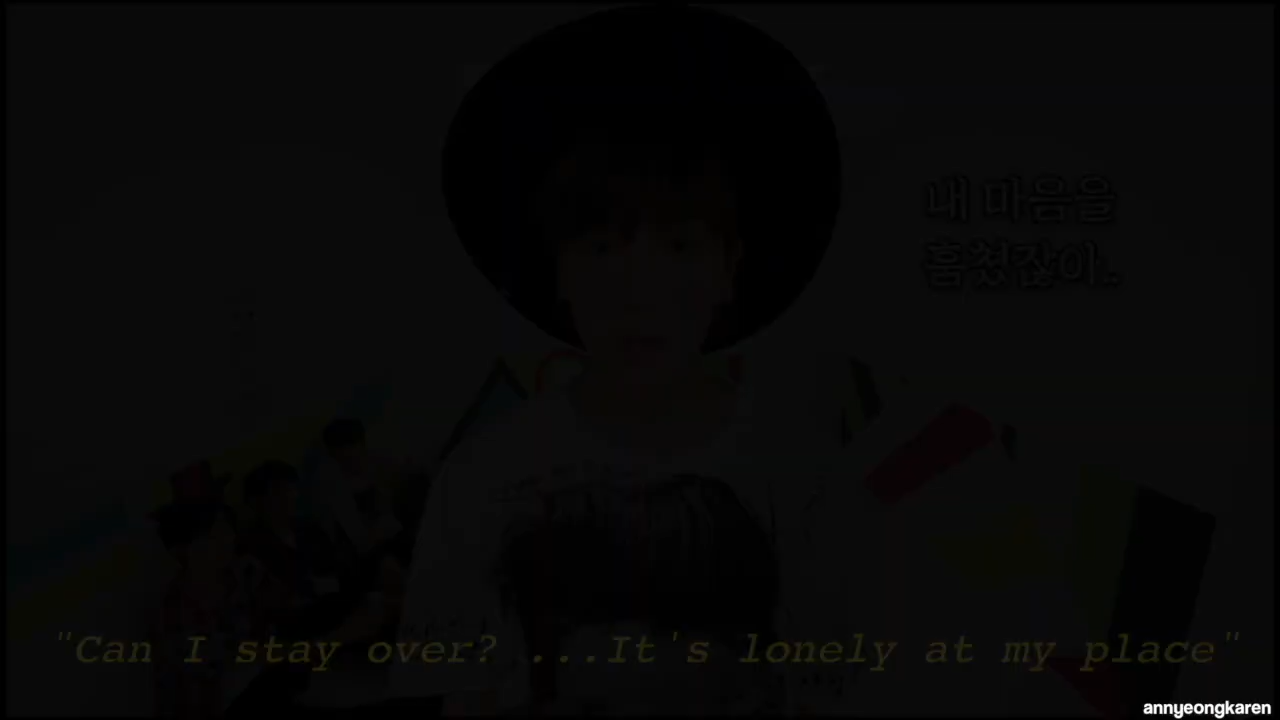 내 마음을
훔쳤잖아..
"Can I stay over? ...It's lonely at my place"
annyeongkaren